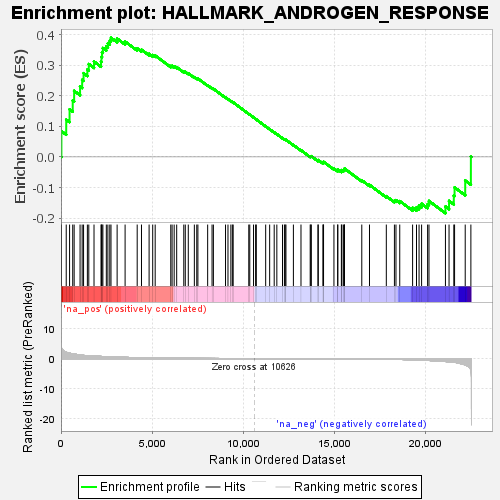 Enrichment plot: HALLMARK_ANDROGEN_RESPONSE
Enrichment score (ES)
0.4
0.3
0.2
0.1
0.0
-0.1
-0.2
'na_pos' (positively correlated)
Ranked list metric (PreRanked)
10
0
-10
-20
Zero cross at 10626
'na_neg' (negatively correlated)
0
5,000
10,000
15,000
20,000
Rank in Ordered Dataset
Enrichment profile
Hits
Ranking metric scores